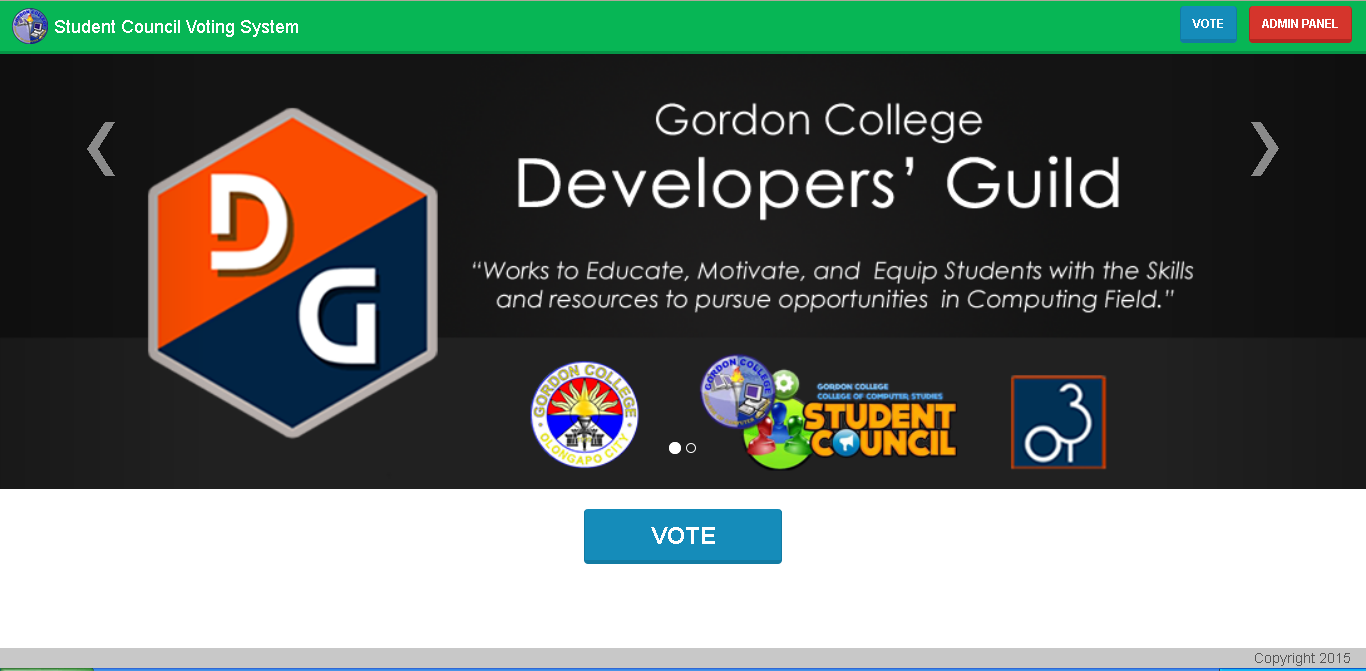 Student Council Voting System
VOTE
ADMIN PANEL
Gordon College
Developers' Guild
“Works to Educate, Motivate, and Equip Students with the Skills
and resources to pursue opportunities in Computing Field.”
DG
GORDON COLLEGE
OLONGAPO CITY
GORDON COLLEGE
GORDON COLLEGE
COLLEGE OF COMPUTER STUDIES
STUDENT
COUNCIL
VOTE
Copyright 2015